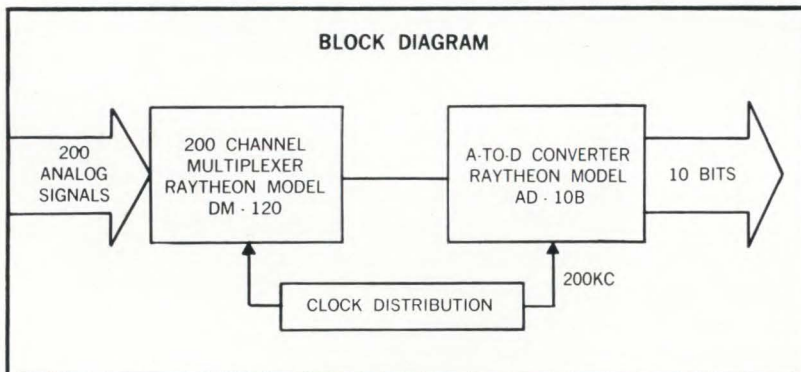 BLOCK DIAGRAM
200
ANALOG
SIGNALS
200 CHANNEL
MULTIPLEXER
RAYTHEON MODEL
DM - 120
A-TO-D CONVERTER
RAYTHEON MODEL
AD - 10B
10 BITS
200KC
CLOCK DISTRIBUTION